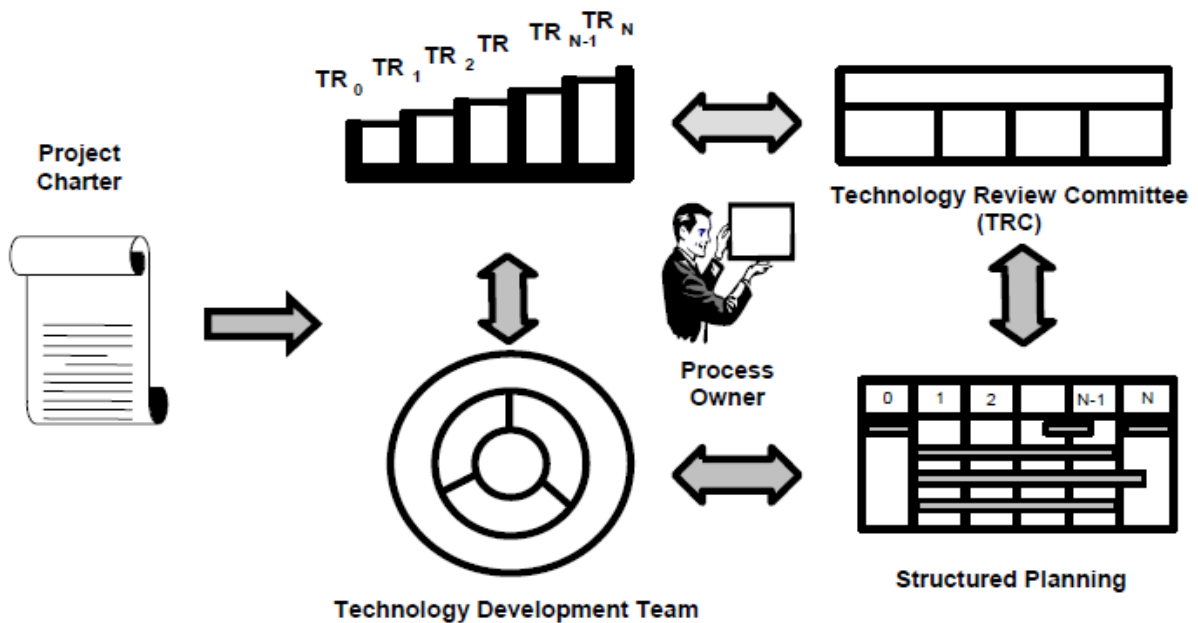 TR 0 TR 1 TR 2 TR TR N-1 TR N
Project
Charter
Technology Review Committee
(TRC)
Process
Owner
0 1 2 N-1 N
Structured Planning
Technology Development Team